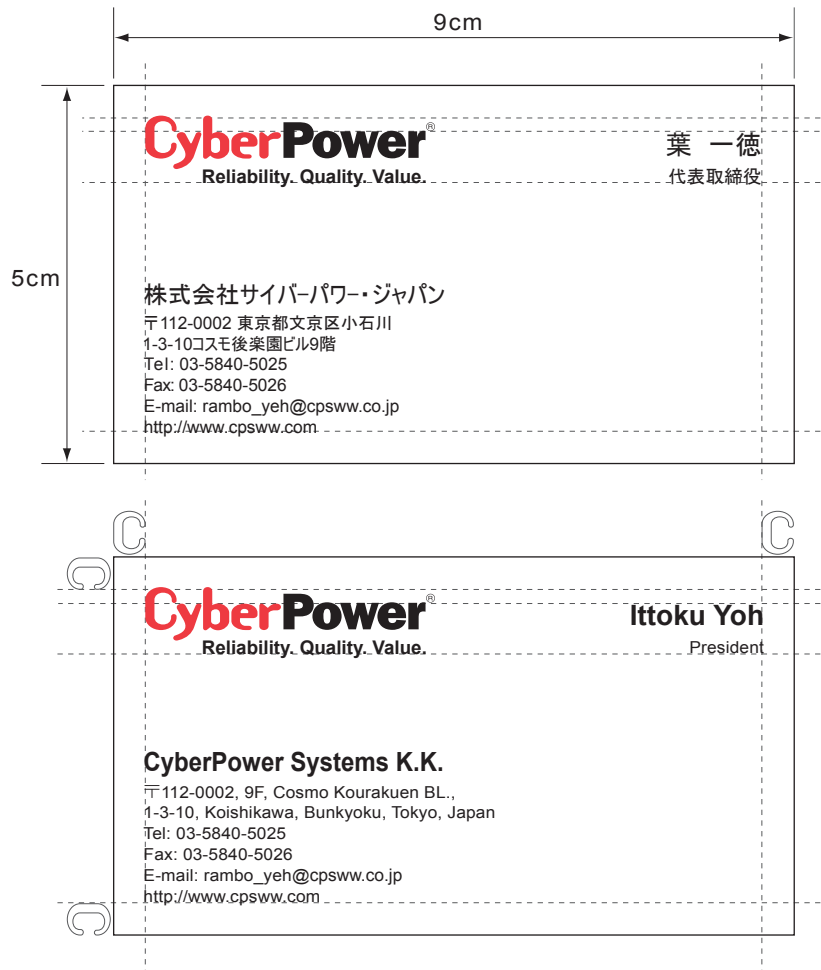 9cm
CyberPower®
Reliability. Quality. Value.
葉 一徳
代表取締役
5cm
株式会社サイバーパワー・ジャパン
〒112-0002 東京都文京区小石川
1-3-10コスモ後楽園ビル9階
Tel: 03-5840-5025
Fax: 03-5840-5026
E-mail: rambo_yeh@cpsww.co.jp
http://www.cpsww.com
C
C
C
CyberPower®
Reliability. Quality. Value.
Ittoku Yoh
President
CyberPower Systems K.K.
〒112-0002, 9F, Cosmo Kourakuen BL.,
1-3-10, Koishikawa, Bunkyoku, Tokyo, Japan
Tel: 03-5840-5025
Fax: 03-5840-5026
E-mail: rambo_yeh@cpsww.co.jp
http://www.cpsww.com
C